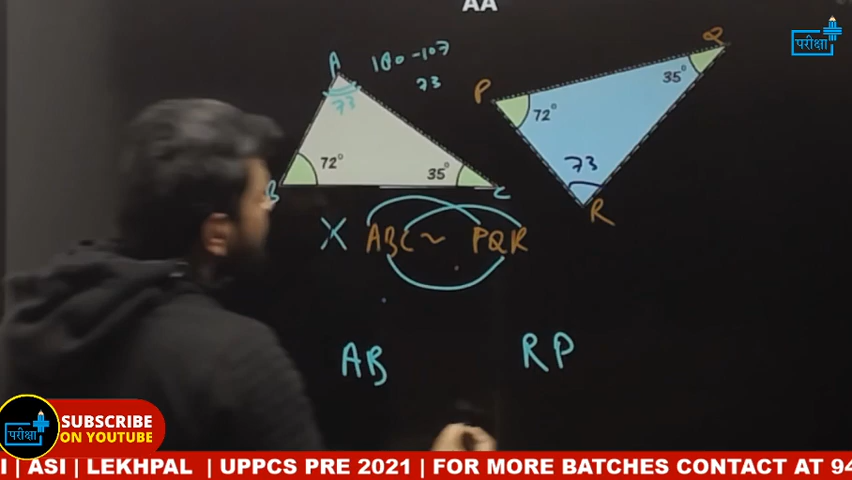 AA
परीक्षा
A
180-107
73
73
72°
35°
B
C
P
Q
72°
35°
73
R
X ABC ~ PQR
AB RP
परीक्षा
SUBSCRIBE
ON YOUTUBE
I | ASI | LEKHPAL | UPPCS PRE 2021 | FOR MORE BATCHES CONTACT AT 94